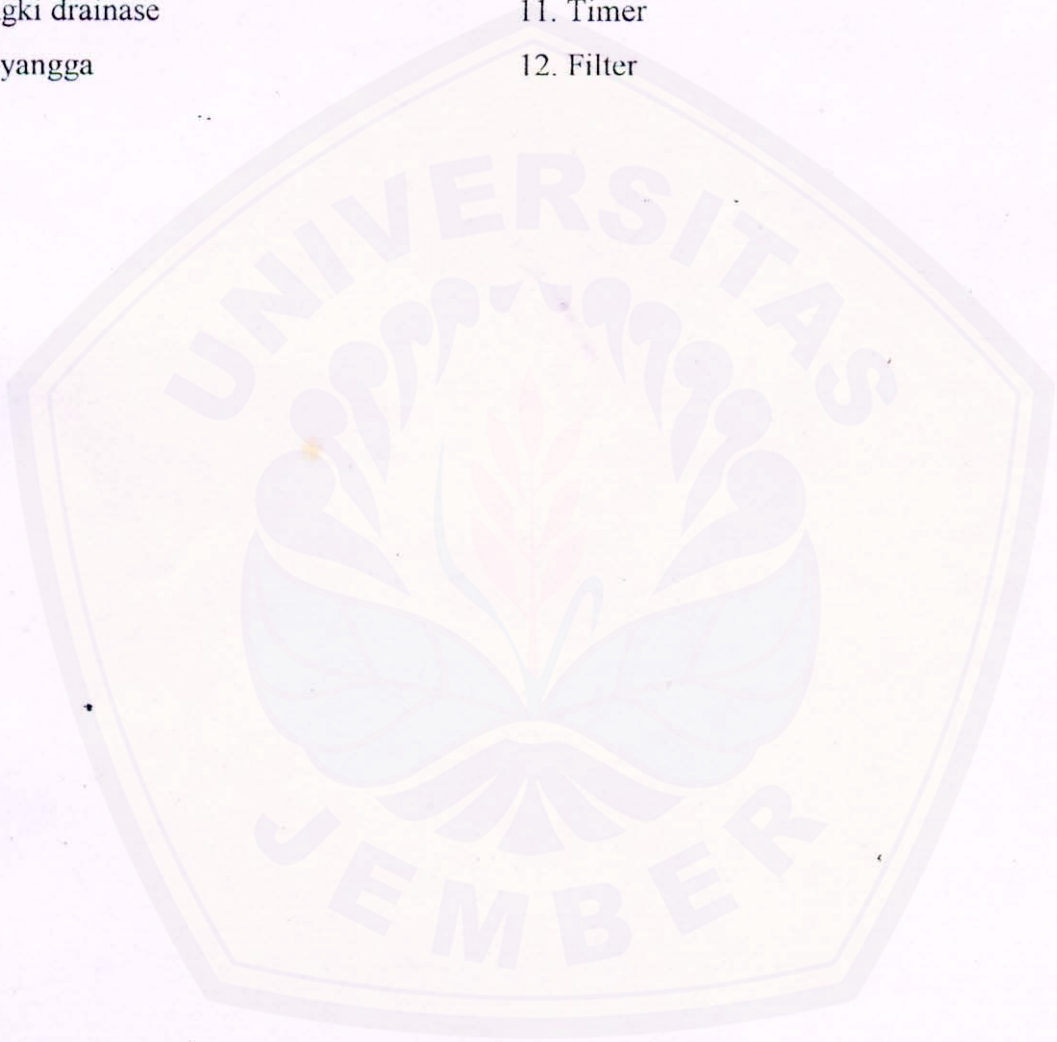 gki drainase
11. Timer
yangga
12. Filter
UNIVERSITAS
JEMBER